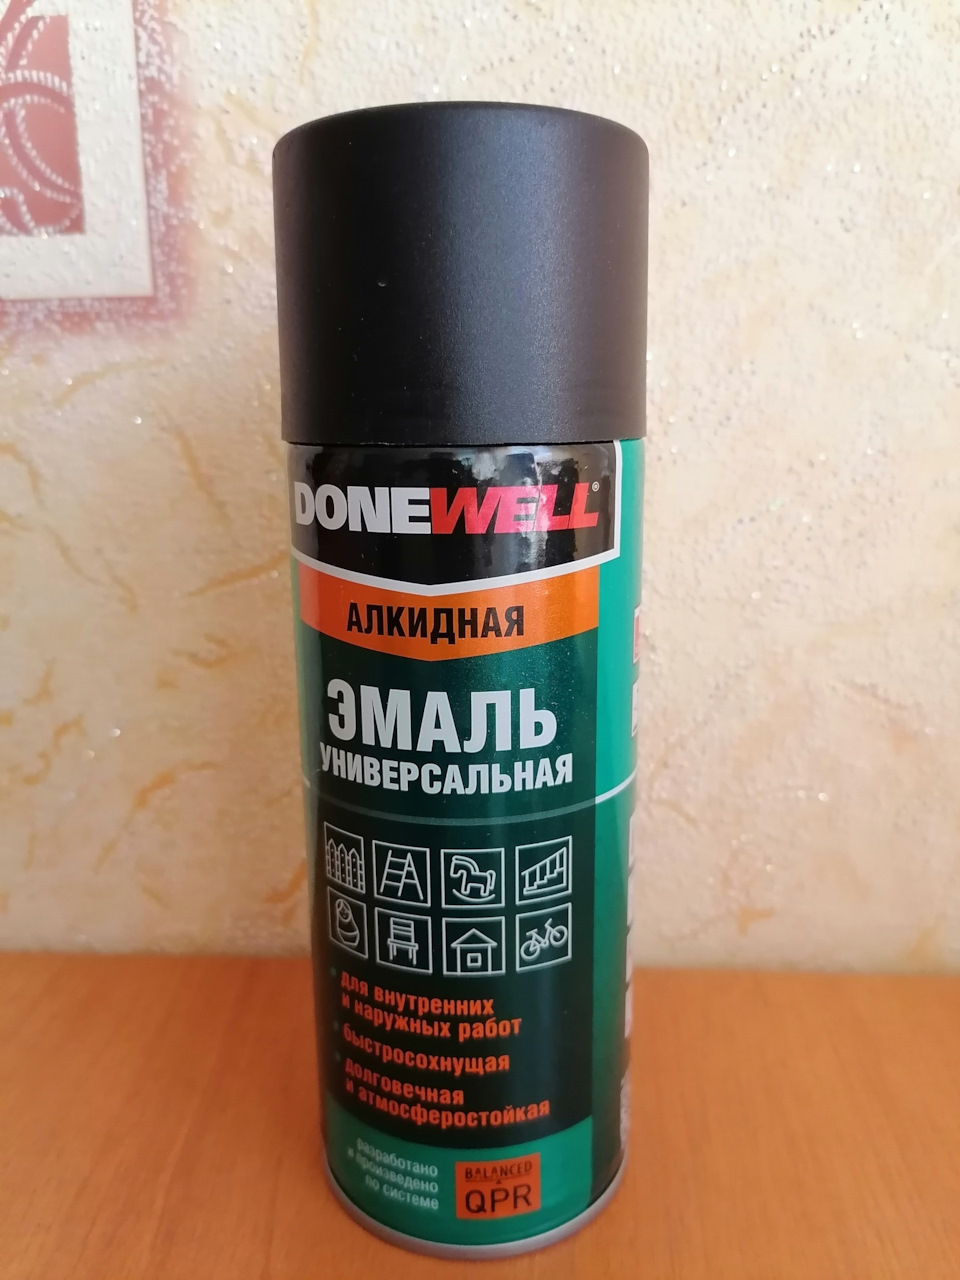 DONEWELL®
АЛКИДНАЯ
ЭМАЛЬ
УНИВЕРСАЛЬНАЯ
• для внутренних
и наружных работ
• быстросохнущая
• долговечная
и атмосферостойкая
разработано
и произведено
по системе
BALANCED
QPR